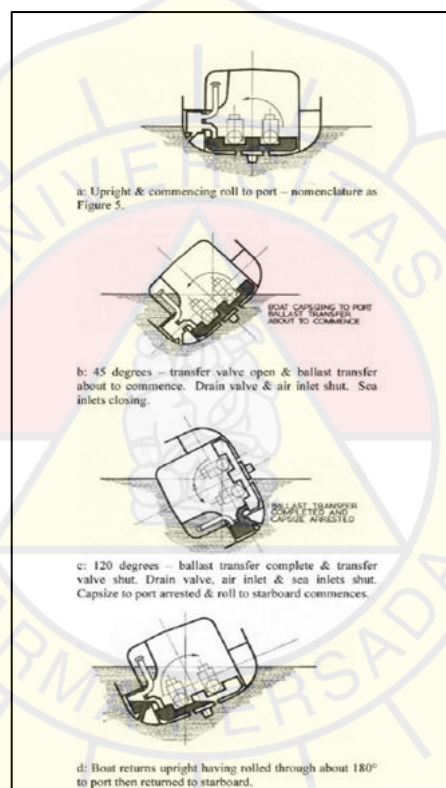 a: Upright & commencing roll to port – nomenclature as
Figure 5.
BOAT CAPSIZING TO PORT
BALLAST TRANSFER
ABOUT TO COMMENCE
b: 45 degrees – transfer valve open & ballast transfer
about to commence. Drain valve & air inlet shut. Sea
inlets closing.
BALLAST TRANSFER
COMPLETED AND
CAPSIZE ARRESTED
c: 120 degrees – ballast transfer complete & transfer
valve shut. Drain valve, air inlet & sea inlets shut.
Capsize to port arrested & roll to starboard commences.
d: Boat returns upright having rolled through about 180°
to port then returned to starboard.
UNIVERSITAS
ERSADA